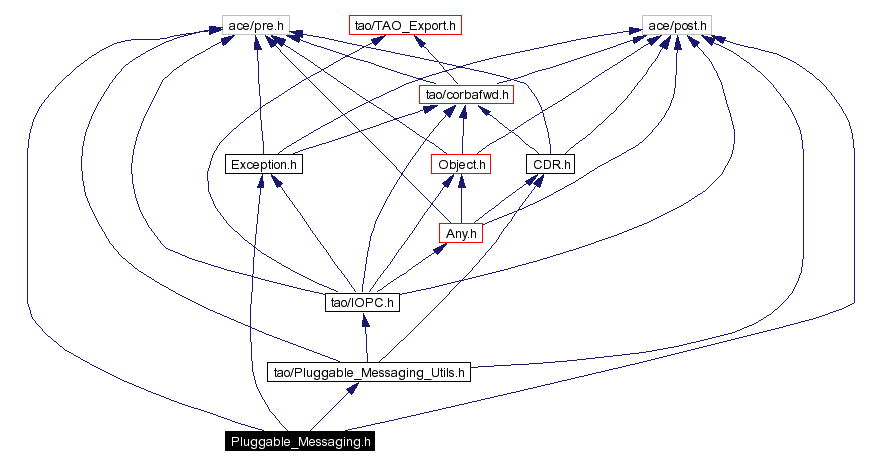 ace/pre.h
tao/TAO_Export.h
ace/post.h
tao/corbafwd.h
Exception.h
Object.h
CDR.h
Any.h
tao/IOPC.h
tao/Pluggable_Messaging_Utils.h
Pluggable_Messaging.h